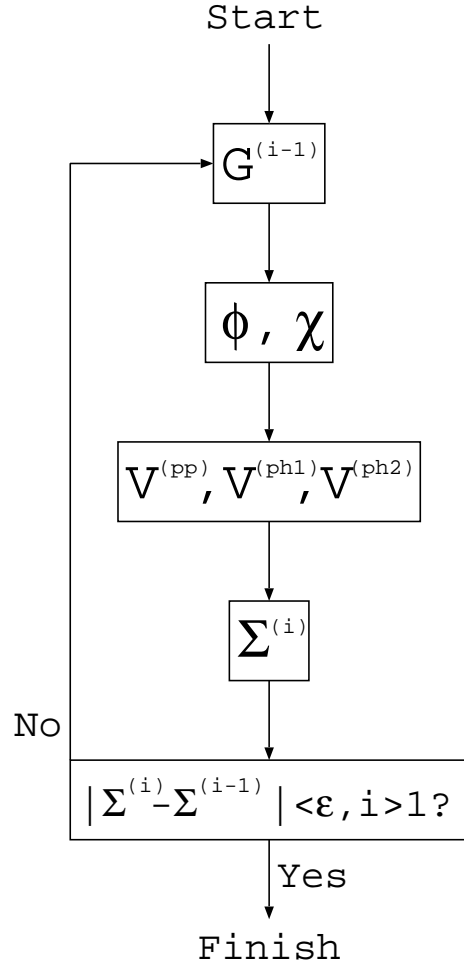 Start
G^(i-1)
ϕ, χ
V^(pp), V^(ph1), V^(ph2)
Σ^(i)
No
|Σ^(i)-Σ^(i-1)|<ε,i>1?
Yes
Finish